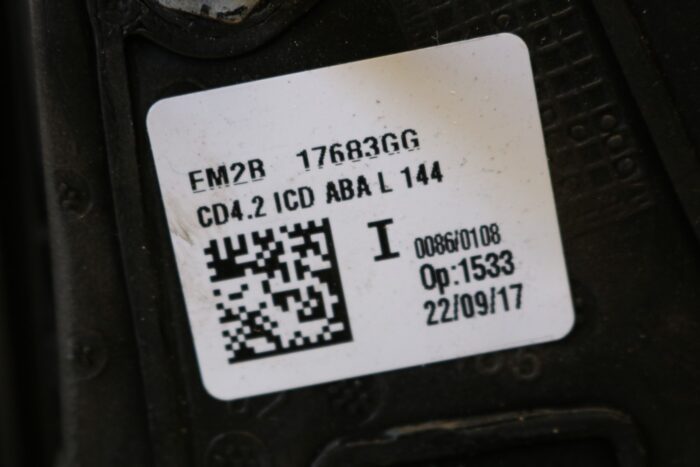 EM2B 17683GG
CD4.2 ICD ABA L 144
I
0086/0108
Op:1533
22/09/17